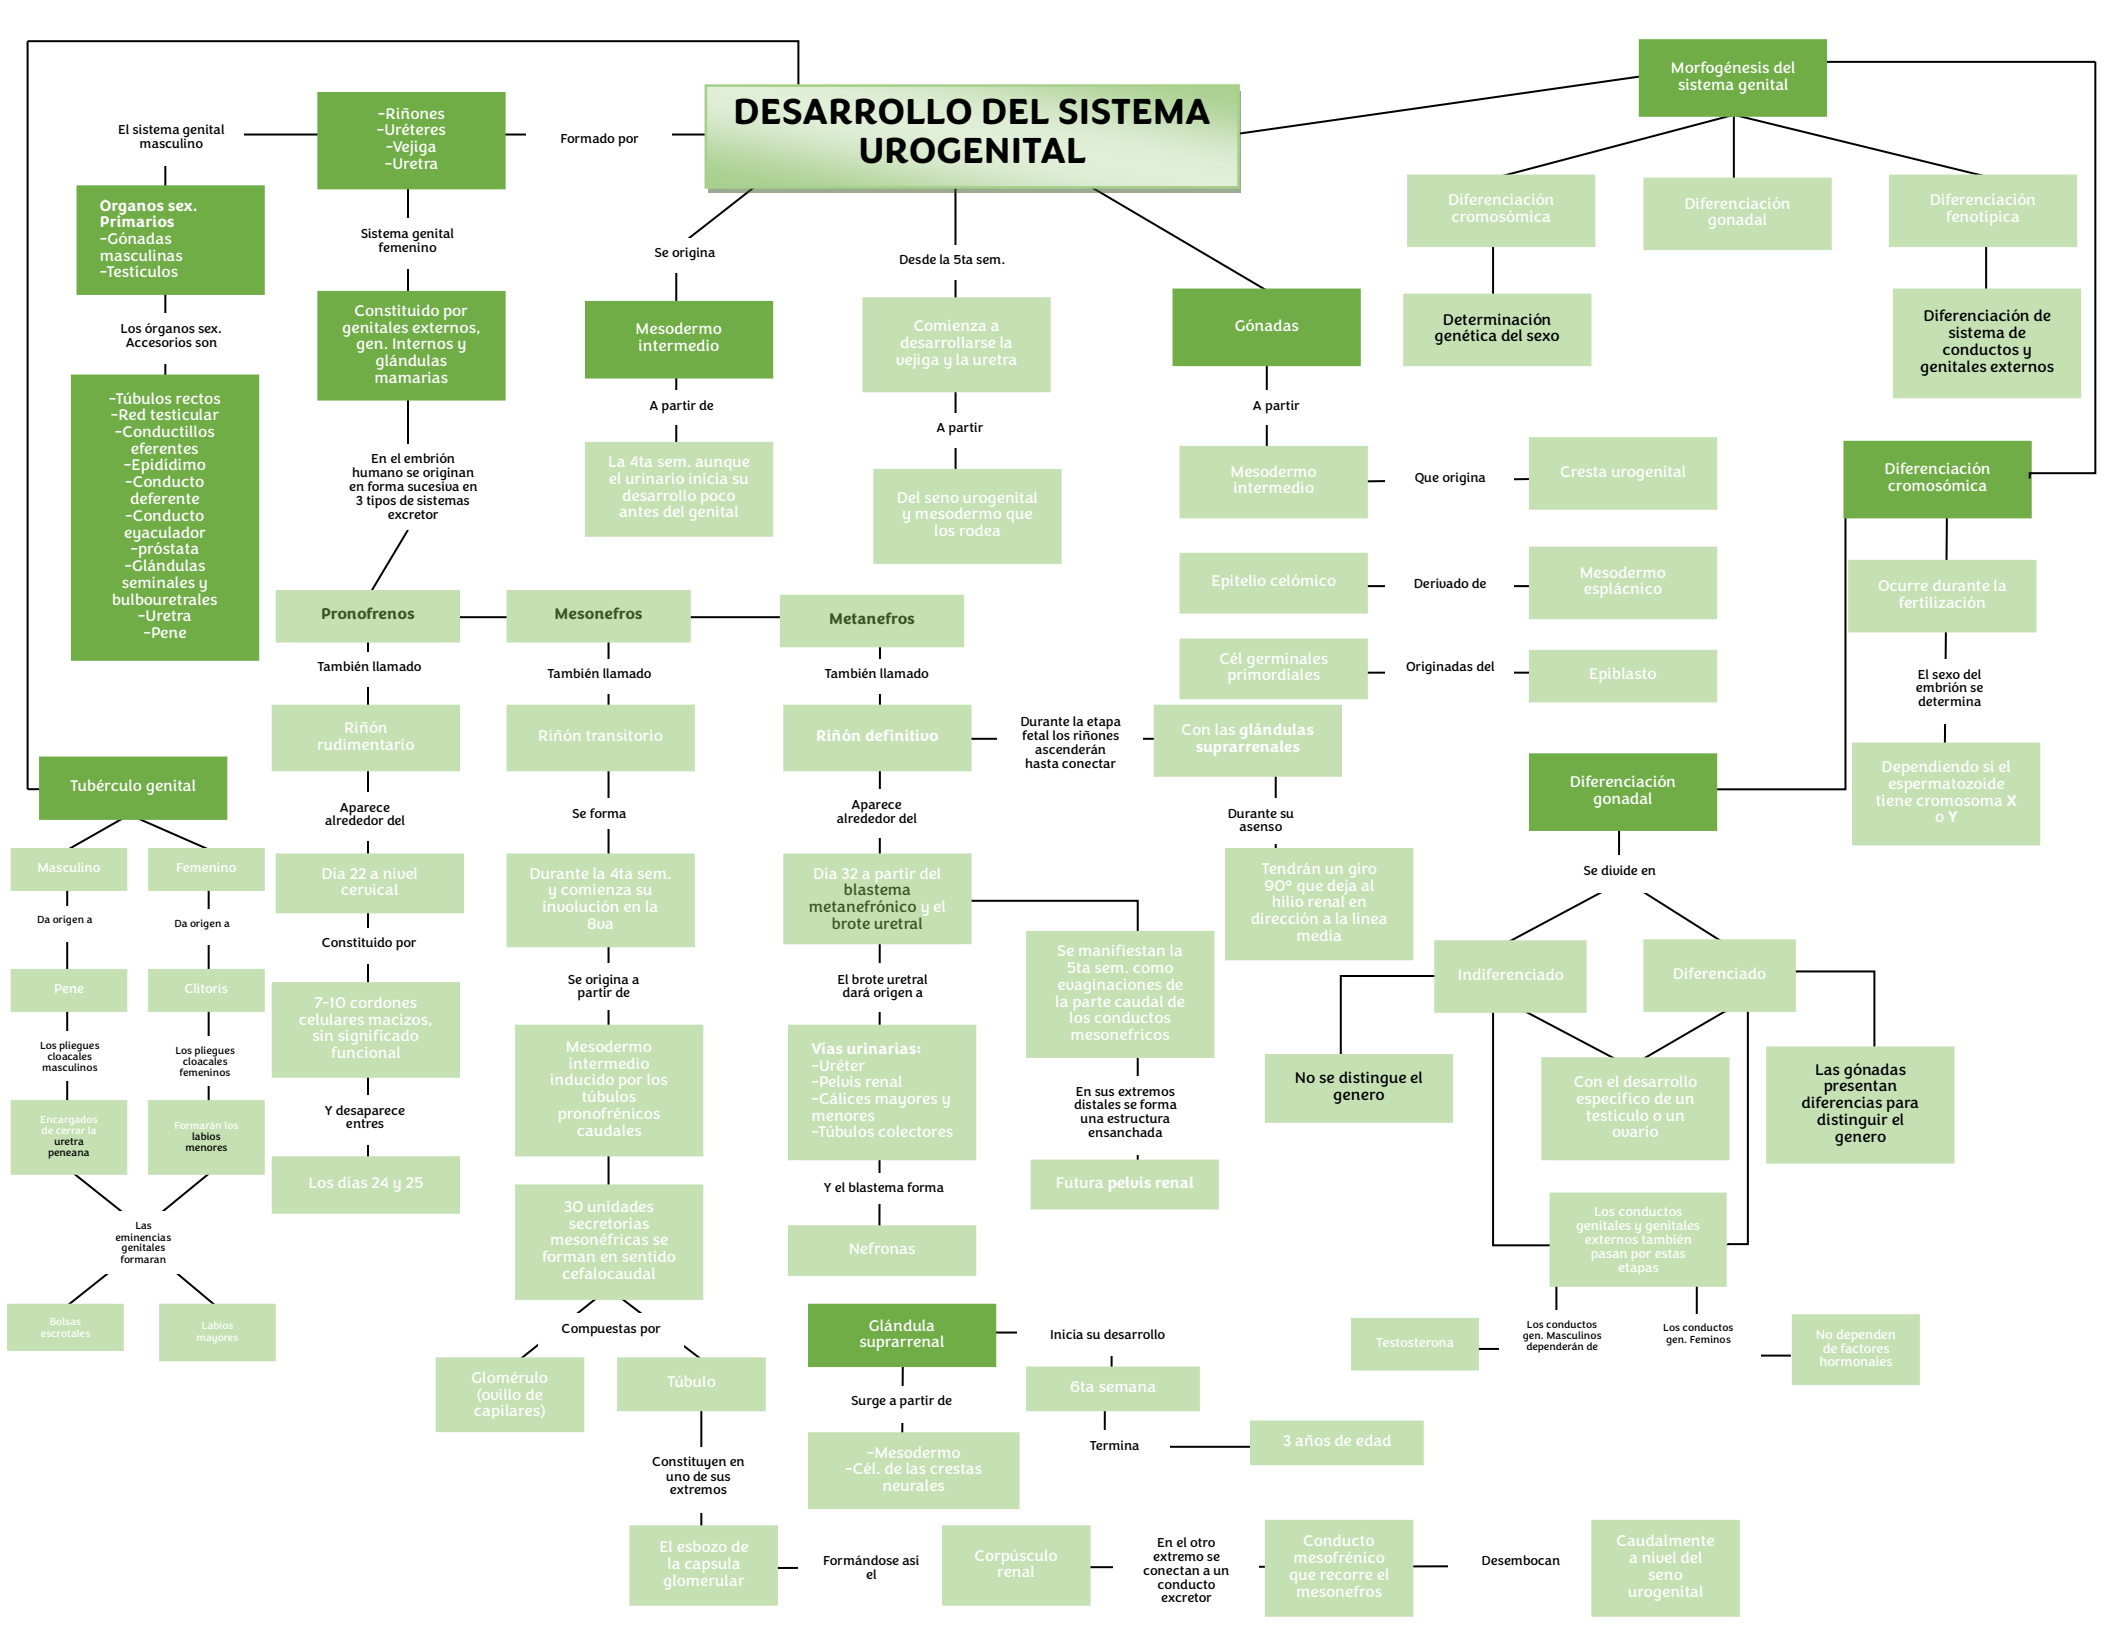 DESARROLLO DEL SISTEMA
UROGENITAL
Formado por
-Riñones
-Uréteres
-Vejiga
-Uretra
El sistema genital
masculino
Organos sex.
Primarios
-Gónadas
masculinas
-Testículos
Los órganos sex.
Accesorios son
-Túbulos rectos
-Red testicular
-Conductillos
eferentes
-Epidídimo
-Conducto
deferente
-Conducto
eyaculador
-próstata
-Glándulas
seminales y
bulbouretrales
-Uretra
-Pene
Sistema genital
femenino
Constituido por
genitales externos,
gen. Internos y
glándulas
mamarias
En el embrión
humano se originan
en forma sucesiva en
3 tipos de sistemas
excretor
Se origina
Mesodermo
intermedio
A partir de
La 4ta sem. aunque
el urinario inicia su
desarrollo poco
antes del genital
Desde la 5ta sem.
Comienza a
desarrollarse la
vejiga y la uretra
A partir
Del seno urogenital
y mesodermo que
los rodea
Gónadas
A partir
Mesodermo
intermedio
Que origina
Cresta urogenital
Epitelio celómico
Derivado de
Mesodermo
esplácnico
Cél germinales
primordiales
Originadas del
Epiblasto
Morfogénesis del
sistema genital
Diferenciación
cromosómica
Diferenciación
gonadal
Diferenciación
fenotípica
Determinación
genética del sexo
Diferenciación de
sistema de
conductos y
genitales externos
Diferenciación
cromosómica
Ocurre durante la
fertilización
El sexo del
embrión se
determina
Dependiendo si el
espermatozoide
tiene cromosoma X
o Y
Pronofrenos
Mesonefros
Metanefros
También llamado
También llamado
También llamado
Riñón
rudimentario
Riñón transitorio
Riñón definitivo
Durante la etapa
fetal los riñones
ascenderán
hasta conectar
Con las glándulas
suprarrenales
Durante su
asenso
Tendrán un giro
90° que deja al
hilio renal en
dirección a la línea
media
Aparece
alrededor del
Día 22 a nivel
cervical
Constituido por
7-10 cordones
celulares macizos,
sin significado
funcional
Y desaparece
entres
Los días 24 y 25
Se forma
Durante la 4ta sem.
y comienza su
involución en la
8va
Se origina a
partir de
Mesodermo
intermedio
inducido por los
túbulos
pronofrénicos
caudales
30 unidades
secretorias
mesonéfricas se
forman en sentido
cefalocaudal
Compuestas por
Glomérulo
(ovillo de
capilares)
Túbulo
Constituyen en
uno de sus
extremos
El esbozo de
la capsula
glomerular
Formándose así
el
Corpúsculo
renal
En el otro
extremo se
conectan a un
conducto
excretor
Conducto
mesofrénico
que recorre el
mesonefros
Desembocan
Caudalmente
a nivel del
seno
urogenital
Aparece
alrededor del
Día 32 a partir del
blastema
metanefrónico y el
brote uretral
El brote uretral
dará origen a
Vías urinarias:
-Uréter
-Pelvis renal
-Cálices mayores y
menores
-Túbulos colectores
Y el blastema forma
Nefronas
Se manifiestan la
5ta sem. como
evaginaciones de
la parte caudal de
los conductos
mesonefricos
En sus extremos
distales se forma
una estructura
ensanchada
Futura pelvis renal
Glándula
suprarrenal
Inicia su desarrollo
6ta semana
Termina
3 años de edad
Surge a partir de
-Mesodermo
-Cél. de las crestas
neurales
Tubérculo genital
Masculino
Femenino
Da origen a
Da origen a
Pene
Clítoris
Los pliegues
cloacales
masculinos
Los pliegues
cloacales
femeninos
Encargados
de cerrar la
uretra
peneana
Formarán los
labios
menores
Las
eminencias
genitales
formaran
Bolsas
escrotales
Labios
mayores
Diferenciación
gonadal
Se divide en
Indiferenciado
Diferenciado
No se distingue el
genero
Con el desarrollo
especifico de un
testiculo o un
ovario
Las gónadas
presentan
diferencias para
distinguir el
genero
Los conductos
genitales y genitales
externos también
pasan por estas
etapas
Los conductos
gen. Masculinos
dependerán de
Testosterona
Los conductos
gen. Feminos
No dependen
de factores
hormonales